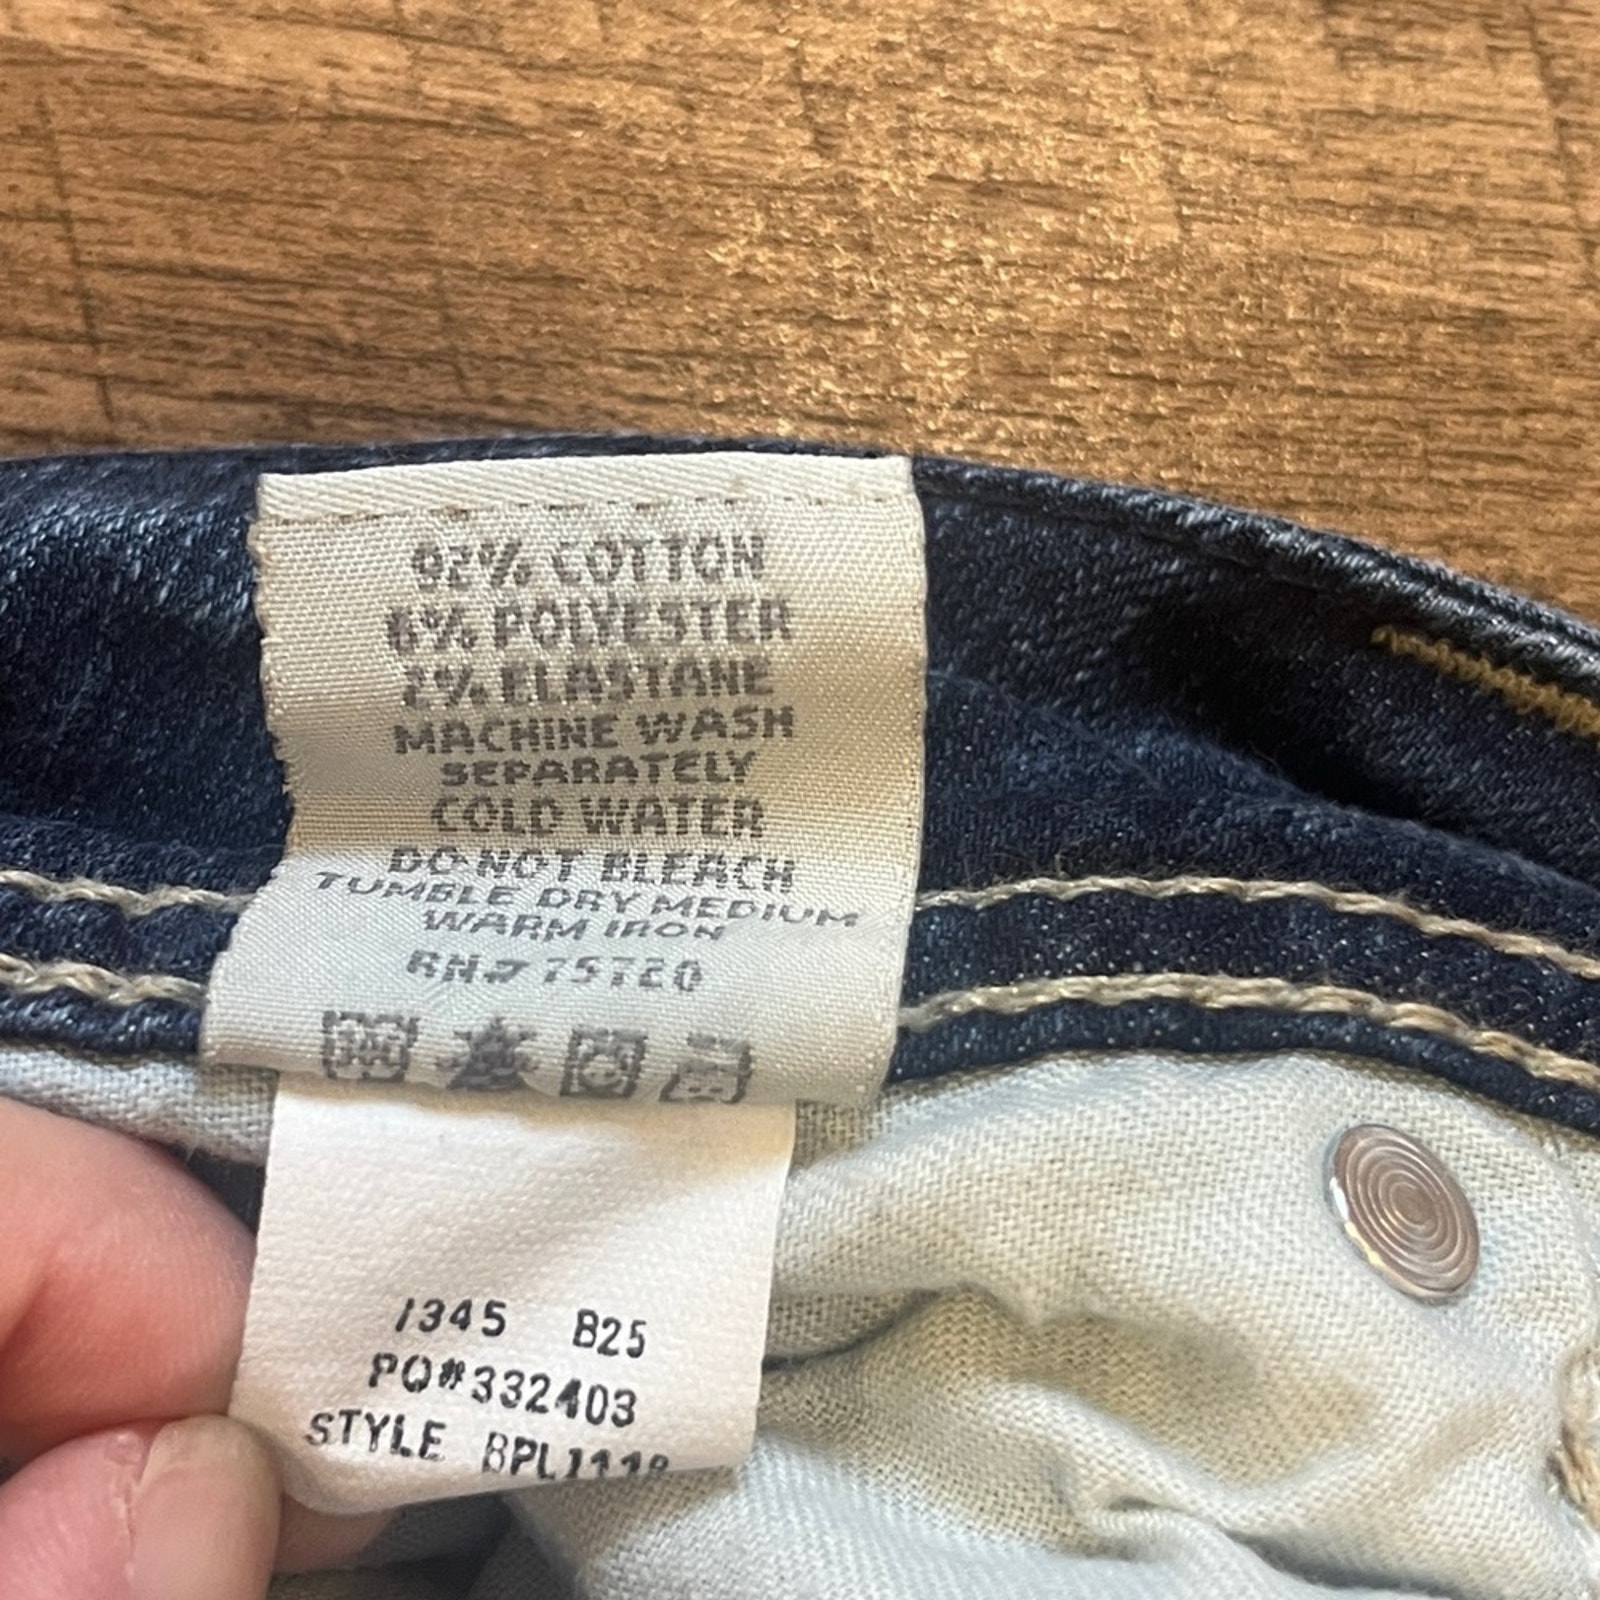 92% COTTON
6% POLYESTER
2% ELASTANE
MACHINE WASH
SEPARATELY
COLD WATER
DO NOT BLEACH
TUMBLE DRY MEDIUM
WARM IRON
RN# 75720
1345 B25
PO#332403
STYLE